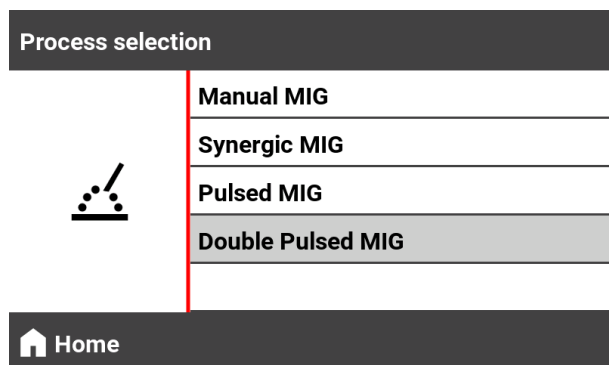 Process selection
Manual MIG
Synergic MIG
Pulsed MIG
Double Pulsed MIG
Home